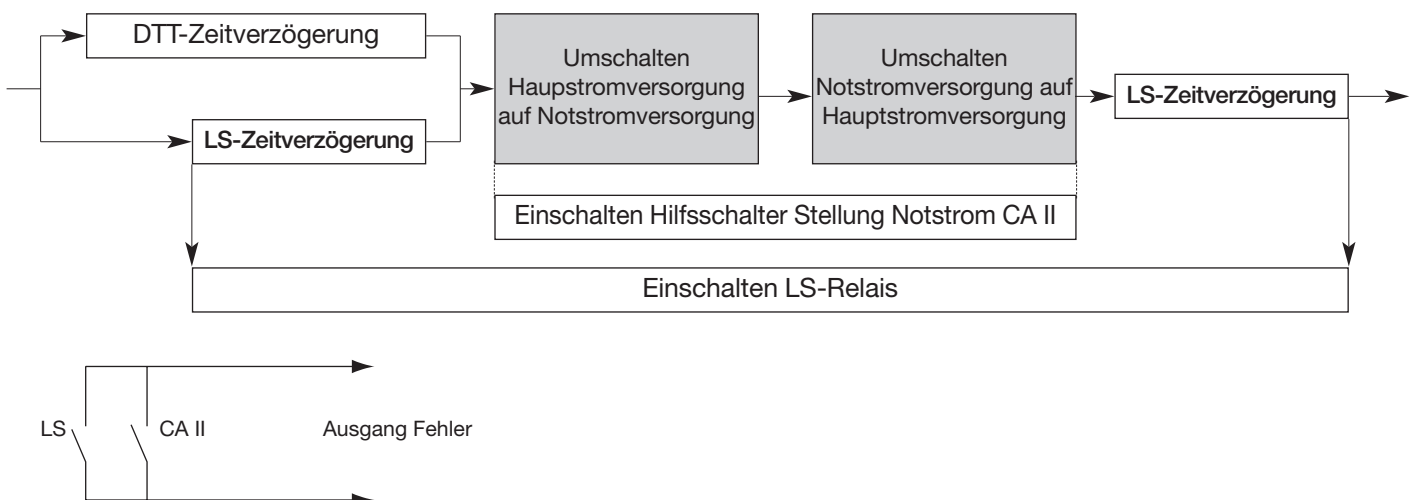 DTT-Zeitverzögerung
LS-Zeitverzögerung
Umschalten
Haupstromversorgung
auf Notstromversorgung
Umschalten
Notstromversorgung auf
Hauptstromversorgung
LS-Zeitverzögerung
Einschalten Hilfsschalter Stellung Notstrom CA II
Einschalten LS-Relais
LS
CA II
Ausgang Fehler